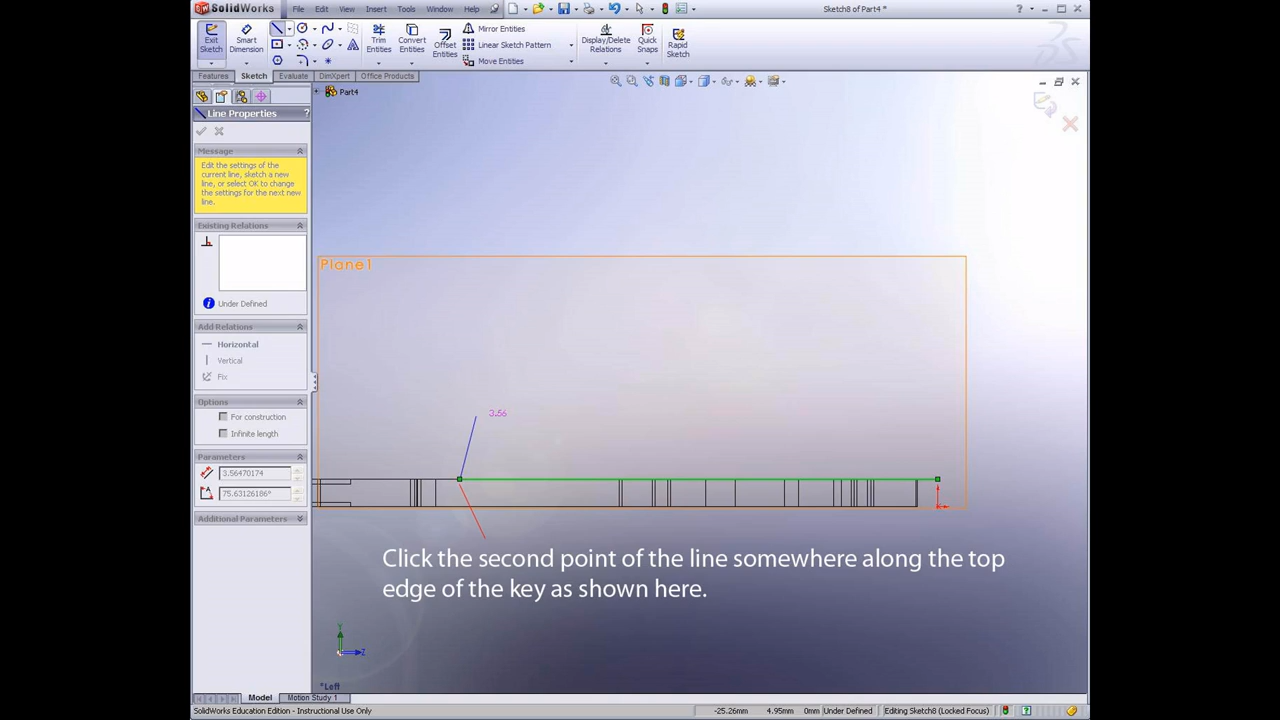 SolidWorks
File
Edit
View
Insert
Tools
Window
Help
Sketch8 of Part4 *
Exit Sketch
Smart Dimension
Trim Entities
Convert Entities
Offset Entities
Mirror Entities
Linear Sketch Pattern
Move Entities
Display/Delete Relations
Quick Snaps
Rapid Sketch
Features
Sketch
Evaluate
DimXpert
Office Products
Part4
Line Properties
?
Message
Edit the settings of the
current line, sketch a new
line, or select OK to change
the settings for the next new
line.
Existing Relations
Under Defined
Add Relations
Horizontal
Vertical
Fix
Options
For construction
Infinite length
Parameters
3.56470174
75.63126186°
Additional Parameters
Plane1
3.56
Click the second point of the line somewhere along the top
edge of the key as shown here.
Y
Z
*Left
Model
Motion Study 1
SolidWorks Education Edition - Instructional Use Only
-25.26mm
4.95mm
0mm
Under Defined
Editing Sketch8 (Locked Focus)